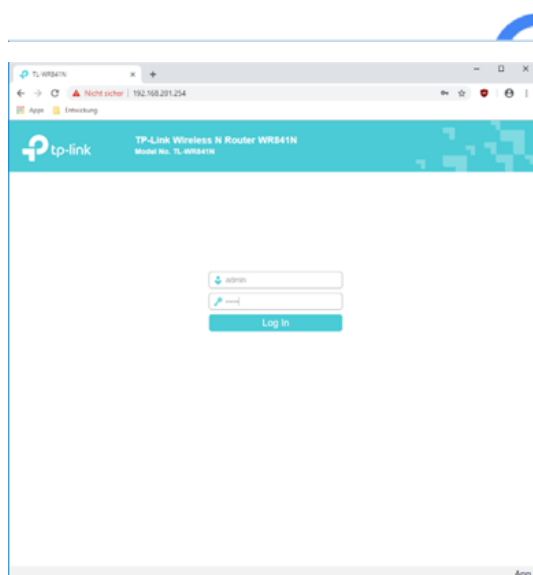 TL-WR841N
Nicht sicher | 192.168.201.254
Apps Entwicklung
tp-link
TP-Link Wireless N Router WR841N
Model No. TL-WR841N
admin
Log In
App